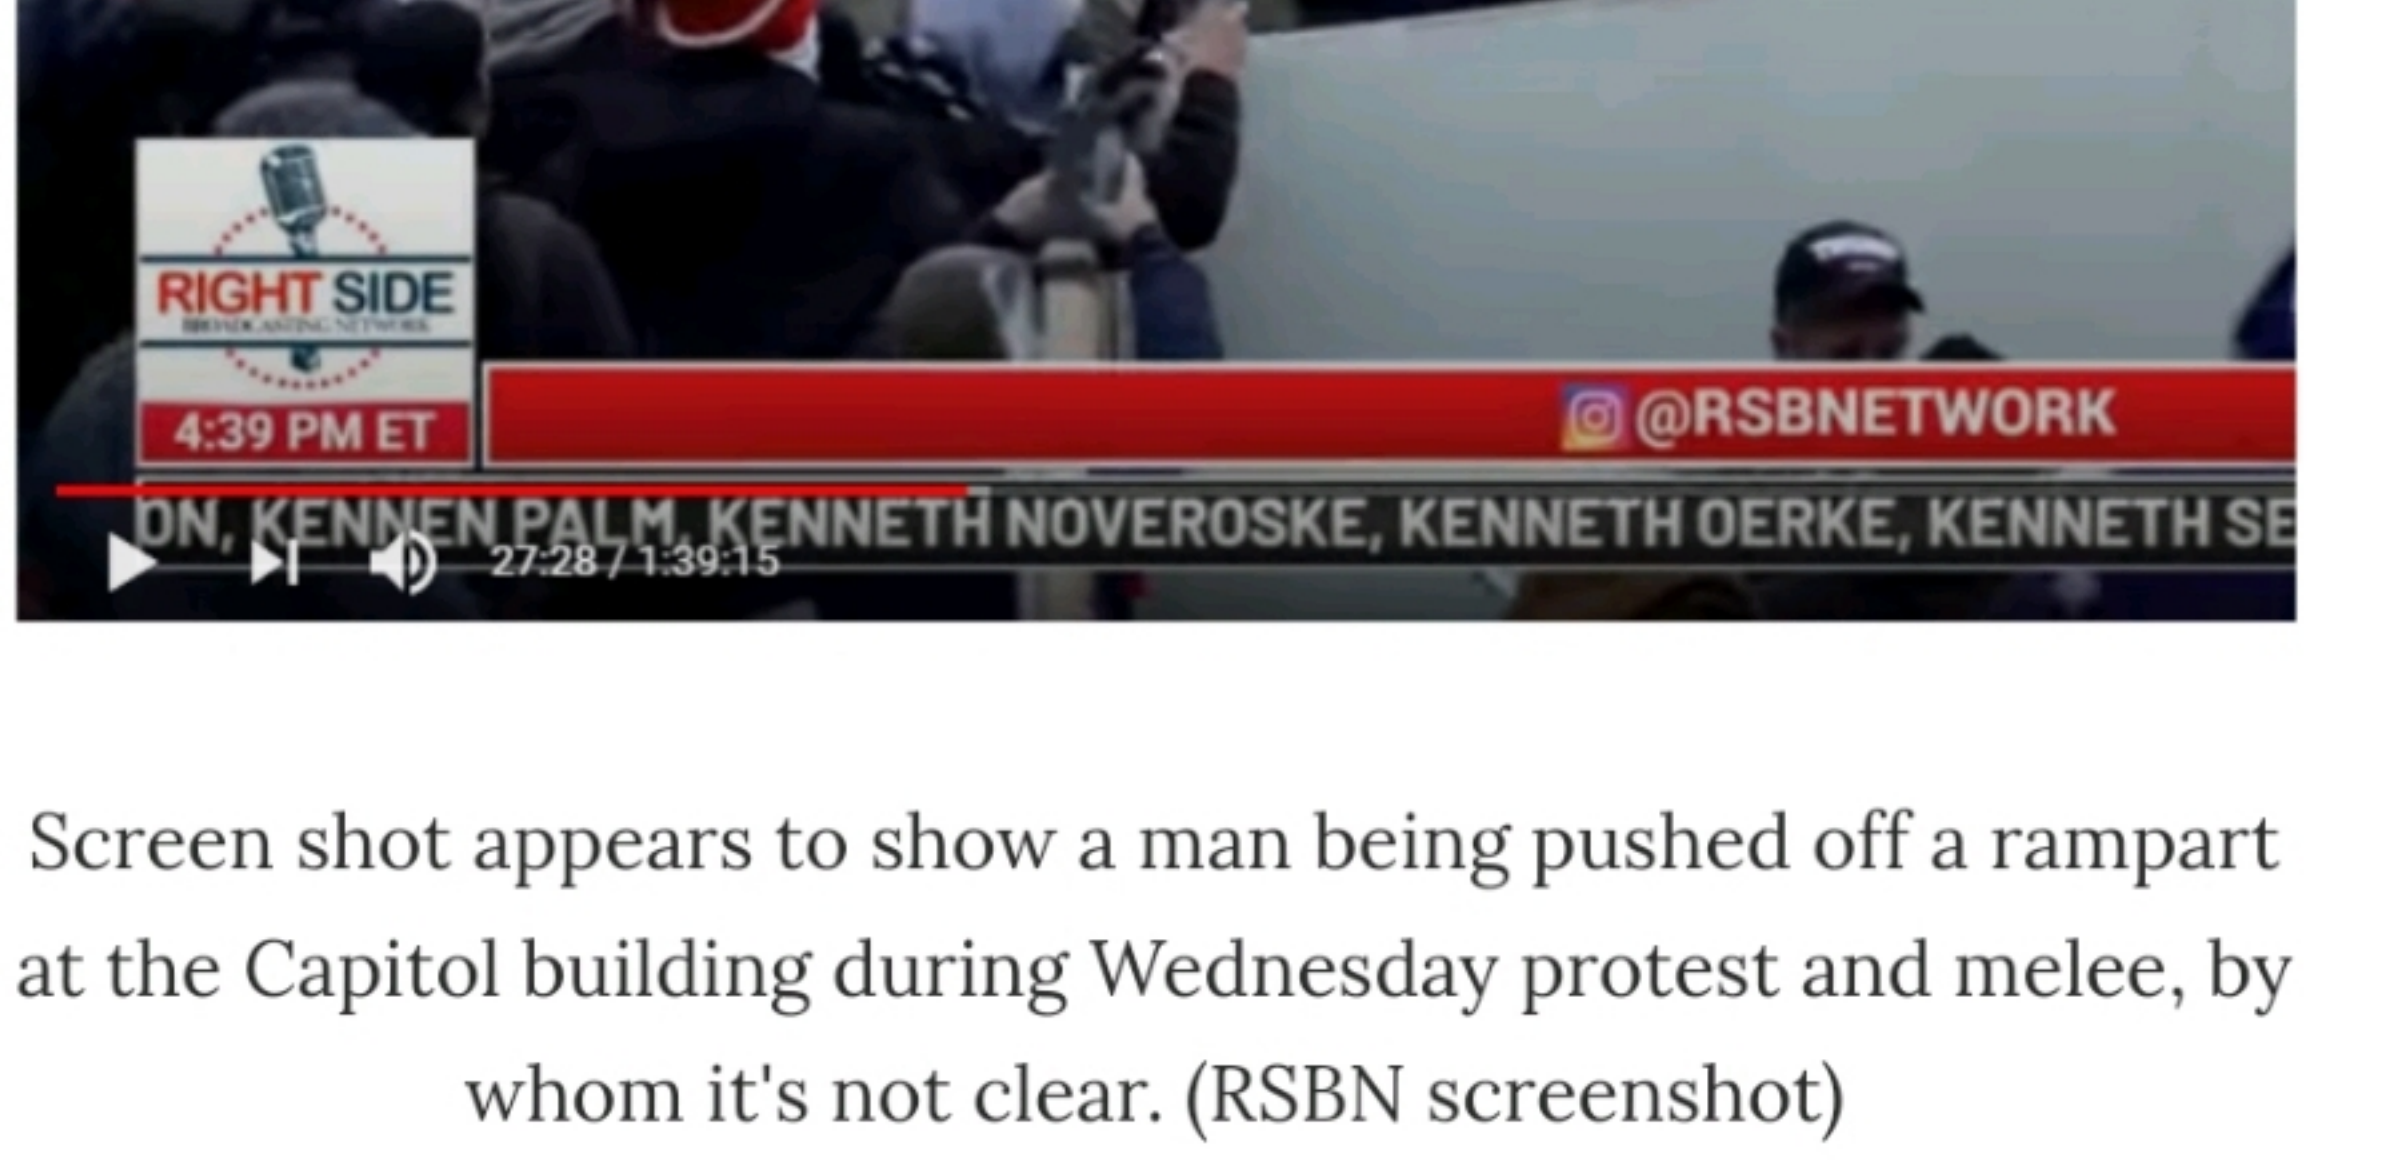 RIGHT SIDE
BROADCASTING NETWORK
4:39 PM ET
@RSBNETWORK
ON, KENNEN PALM, KENNETH NOVEROSKE, KENNETH OERKE, KENNETH SE
27:28 / 1:39:15
Screen shot appears to show a man being pushed off a rampart
at the Capitol building during Wednesday protest and melee, by
whom it's not clear. (RSBN screenshot)